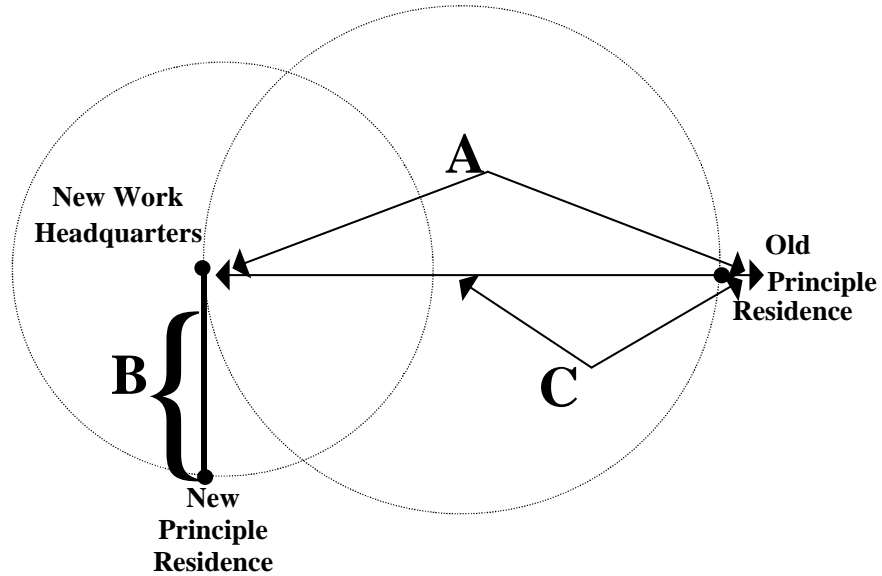 A
New Work
Headquarters
Old
Principle
Residence
B
C
New
Principle
Residence